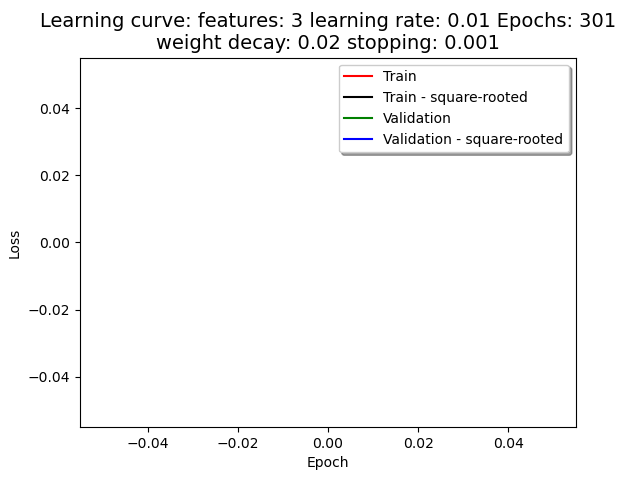 Learning curve: features: 3 learning rate: 0.01 Epochs: 301
weight decay: 0.02 stopping: 0.001
Train
Train - square-rooted
Validation
Validation - square-rooted
0.04
0.02
0.00
−0.02
−0.04
Loss
−0.04 −0.02 0.00 0.02 0.04
Epoch